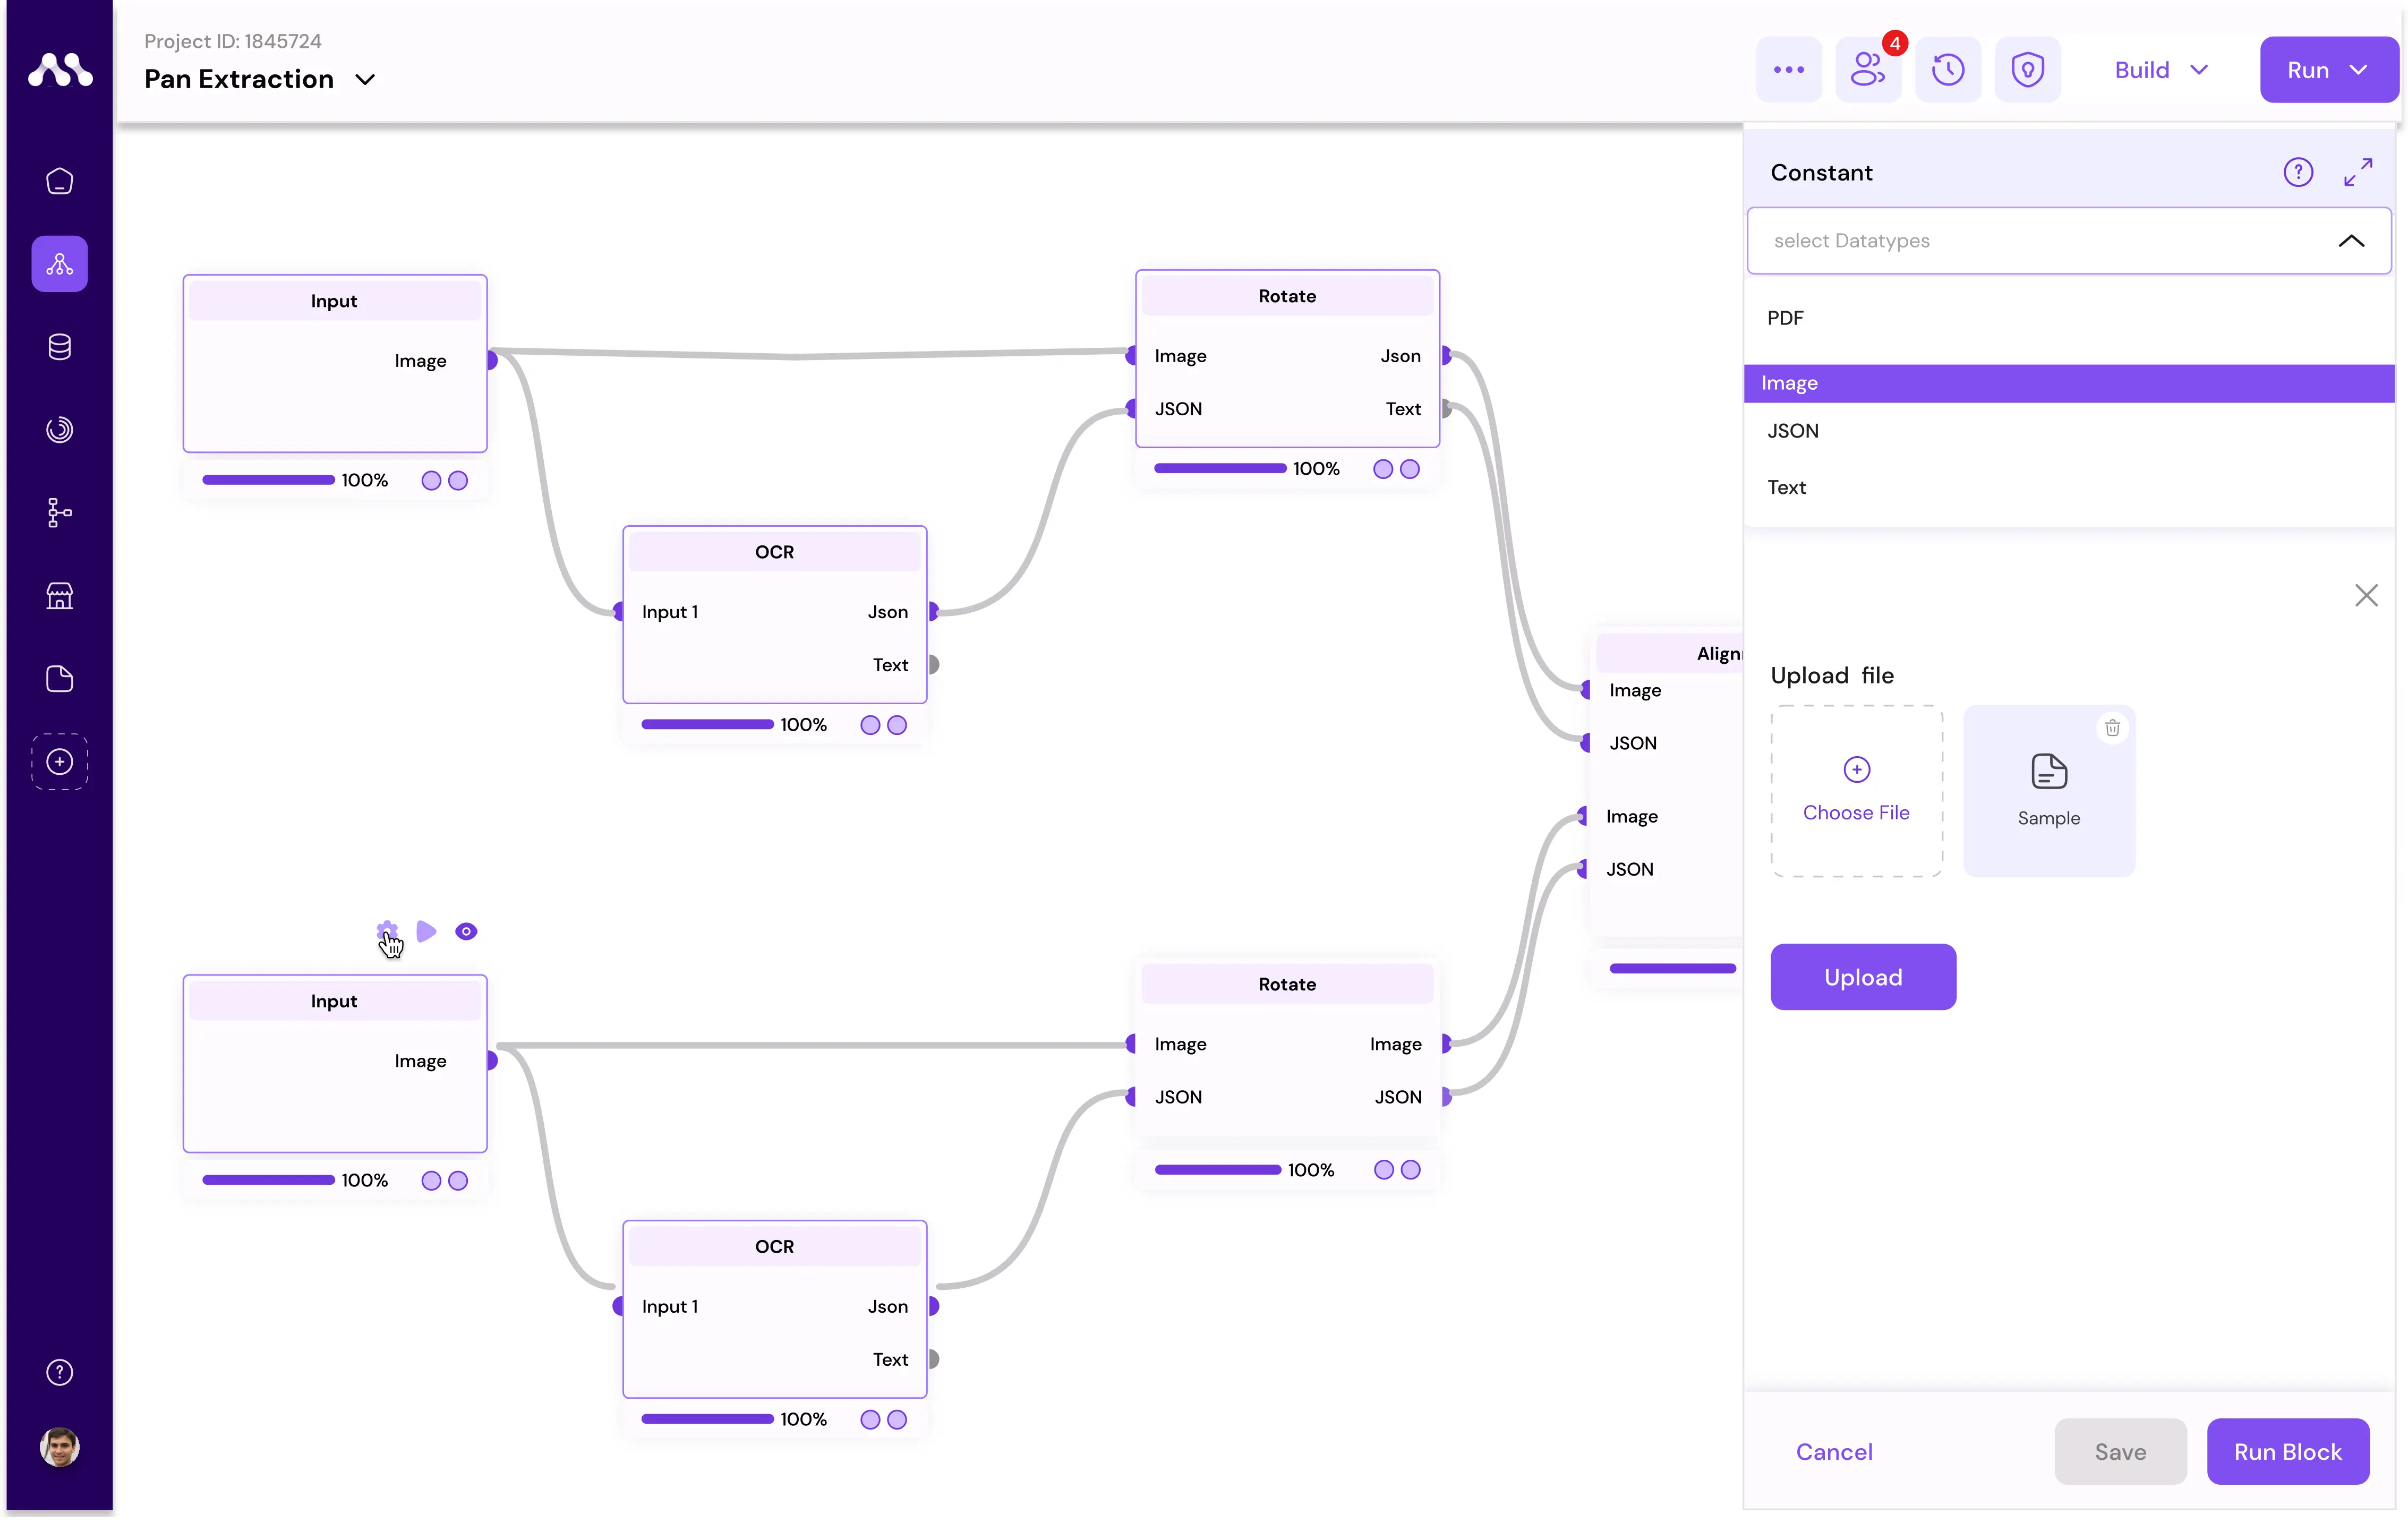 Project ID: 1845724
Pan Extraction
4
Build
Run
Input
Image
100%
OCR
Input 1
Json
Text
100%
Rotate
Image
Json
JSON
Text
100%
Image
JSON
Image
JSON
Input
Image
100%
OCR
Input 1
Json
Text
100%
Rotate
Image
Image
JSON
JSON
100%
Constant
?
select Datatypes
PDF
Image
JSON
Text
Upload file
Choose File
Sample
Upload
Cancel
Save
Run Block
?